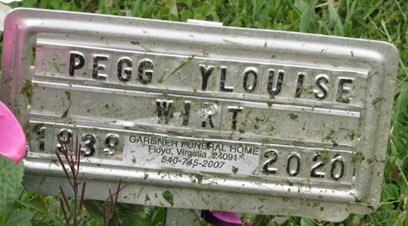 PEGG YLOUISE
WIRT
1939 2020
GARDNER FUNERAL HOME
Floyd, Virginia 24091
540-745-2007